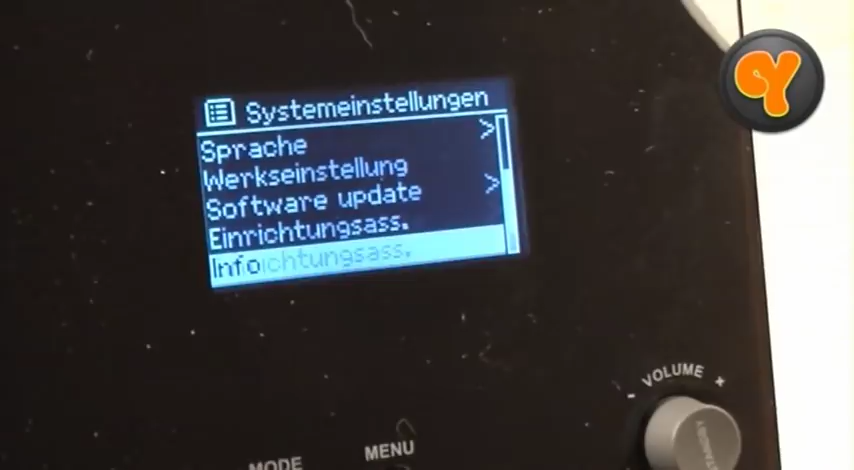 Systemeinstellungen
Sprache >
Werkseinstellung
Software update >
Einrichtungsass.
Info
- VOLUME +
MODE
MENU